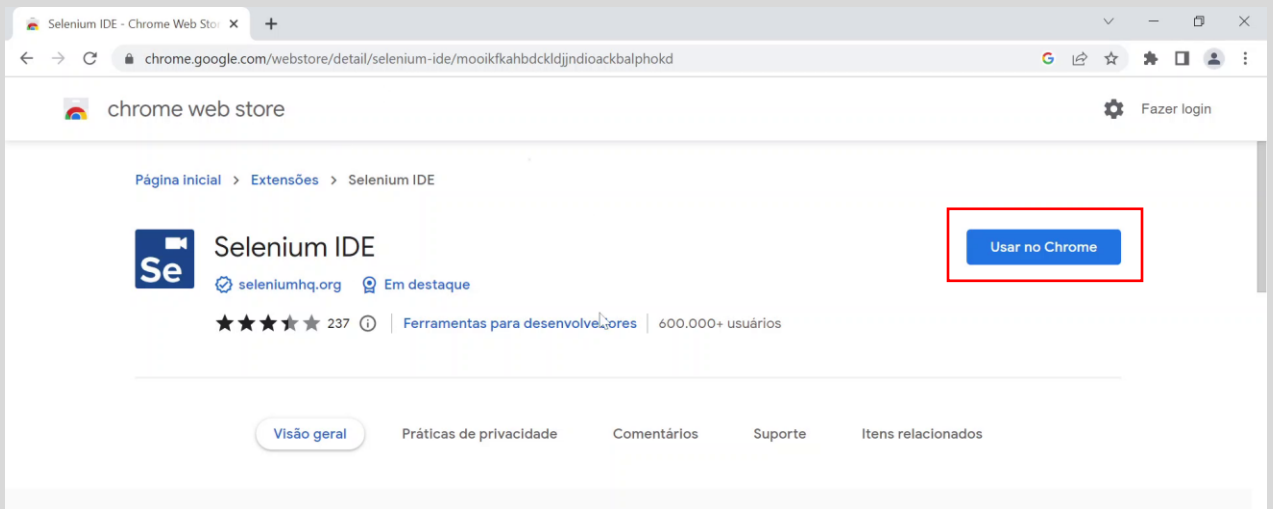 Selenium IDE - Chrome Web Stor
chrome.google.com/webstore/detail/selenium-ide/mooikfkahbdckldjjndioackbalphokd
chrome web store
Fazer login
Página inicial > Extensões > Selenium IDE
Se
Selenium IDE
Usar no Chrome
seleniumhq.org Em destaque
237 Ferramentas para desenvolvedores 600.000+ usuários
Visão geral Práticas de privacidade Comentários Suporte Itens relacionados